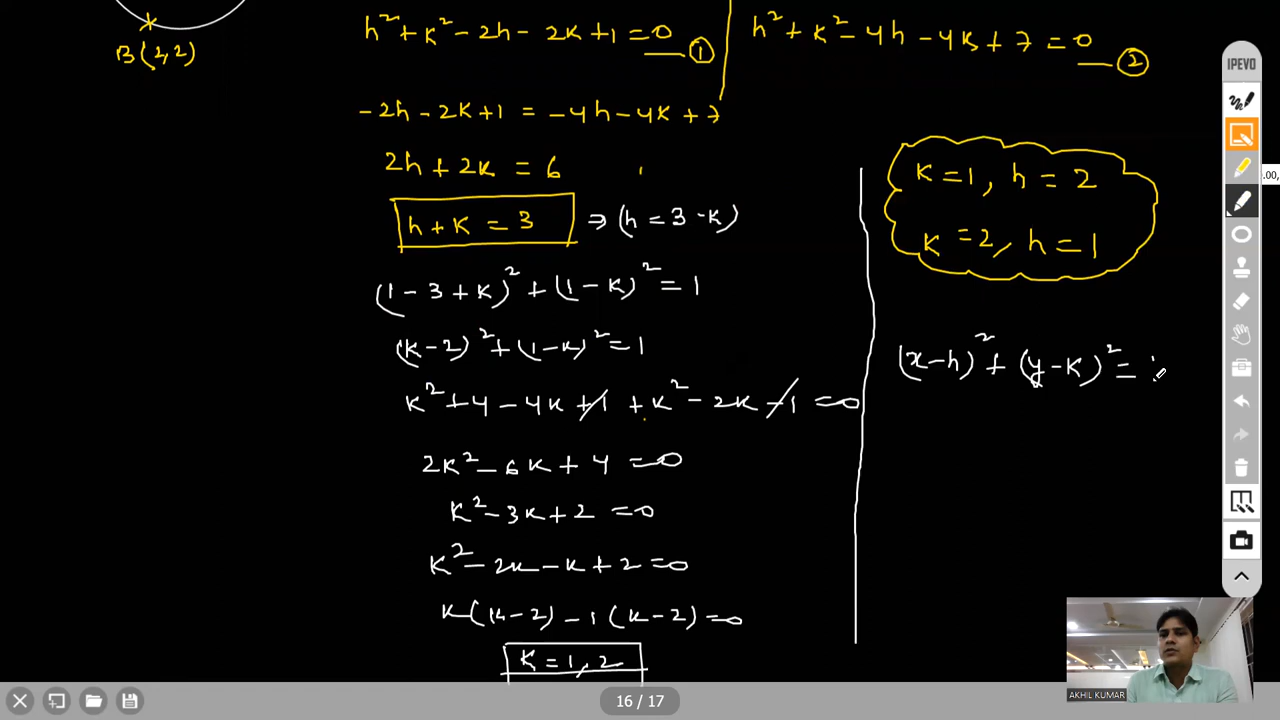 B(2,2)
h² + k² - 2h - 2k + 1 = 0 ①
h² + k² - 4h - 4k + 7 = 0 ②
-2h - 2k + 1 = -4h - 4k + 7
2h + 2k = 6
h + k = 3 ⇒ (h = 3 - k)
(1 - 3 + k)² + (1 - k)² = 1
(k - 2)² + (1 - k)² = 1
k² + 4 - 4k + 1 + k² - 2k - 1 = 0
2k² - 6k + 4 = 0
k² - 3k + 2 = 0
k² - 2k - k + 2 = 0
k(k - 2) - 1(k - 2) = 0
k = 1, 2
k = 1, h = 2
k = 2, h = 1
(x - h)² + (y - k)² =
IPEVO
.00,
16 / 17
AKHIL KUMAR